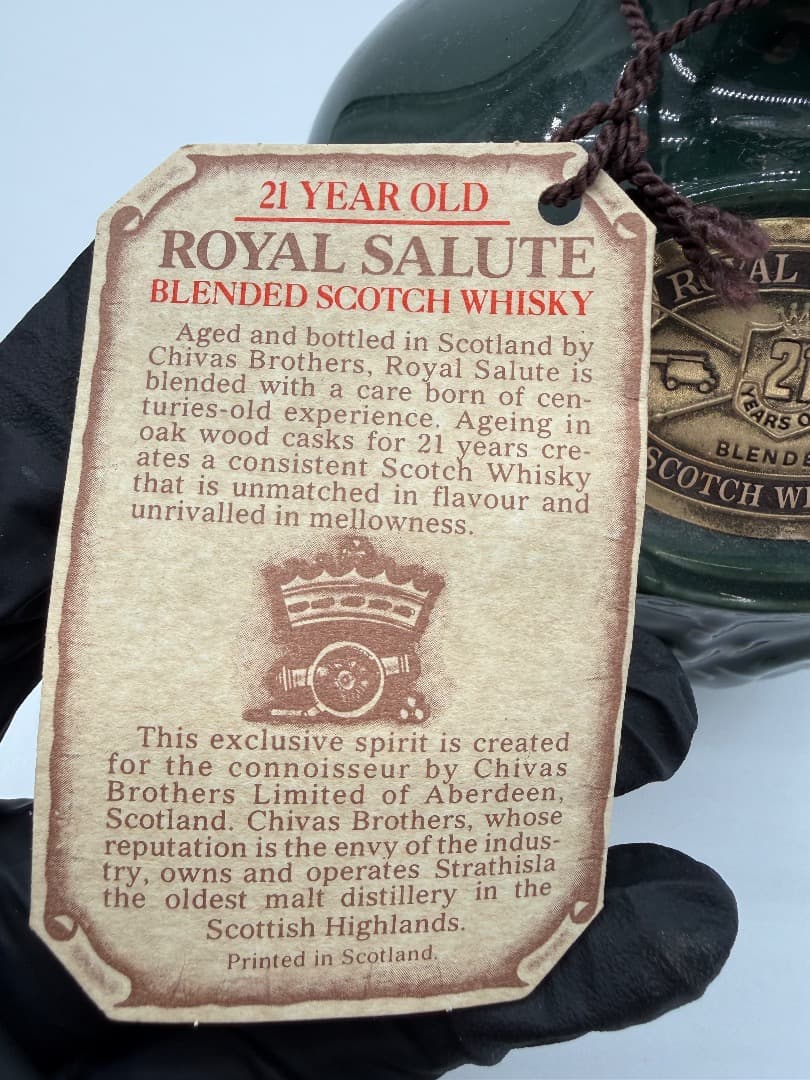 21 YEAR OLD
ROYAL SALUTE
BLENDED SCOTCH WHISKY
Aged and bottled in Scotland by
Chivas Brothers, Royal Salute is
blended with a care born of cen-
turies-old experience. Ageing in
oak wood casks for 21 years cre-
ates a consistent Scotch Whisky
that is unmatched in flavour and
unrivalled in mellowness.
This exclusive spirit is created
for the connoisseur by Chivas
Brothers Limited of Aberdeen,
Scotland. Chivas Brothers, whose
reputation is the envy of the indus-
try, owns and operates Strathisla
the oldest malt distillery in the
Scottish Highlands.
Printed in Scotland.
ROYAL
21
YEARS
BLENDE
SCOTCH